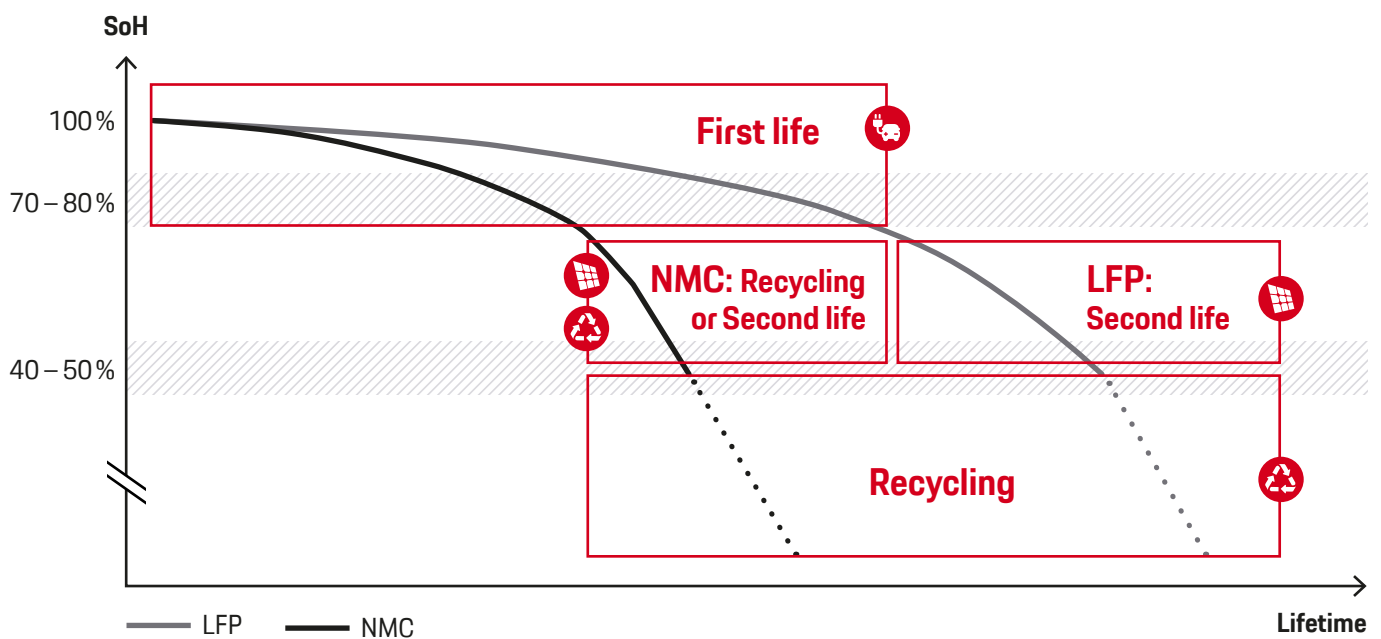 SoH
100 %
First life
70 – 80 %
NMC: Recycling
or Second life
LFP:
Second life
40 – 50 %
Recycling
Lifetime
LFP
NMC